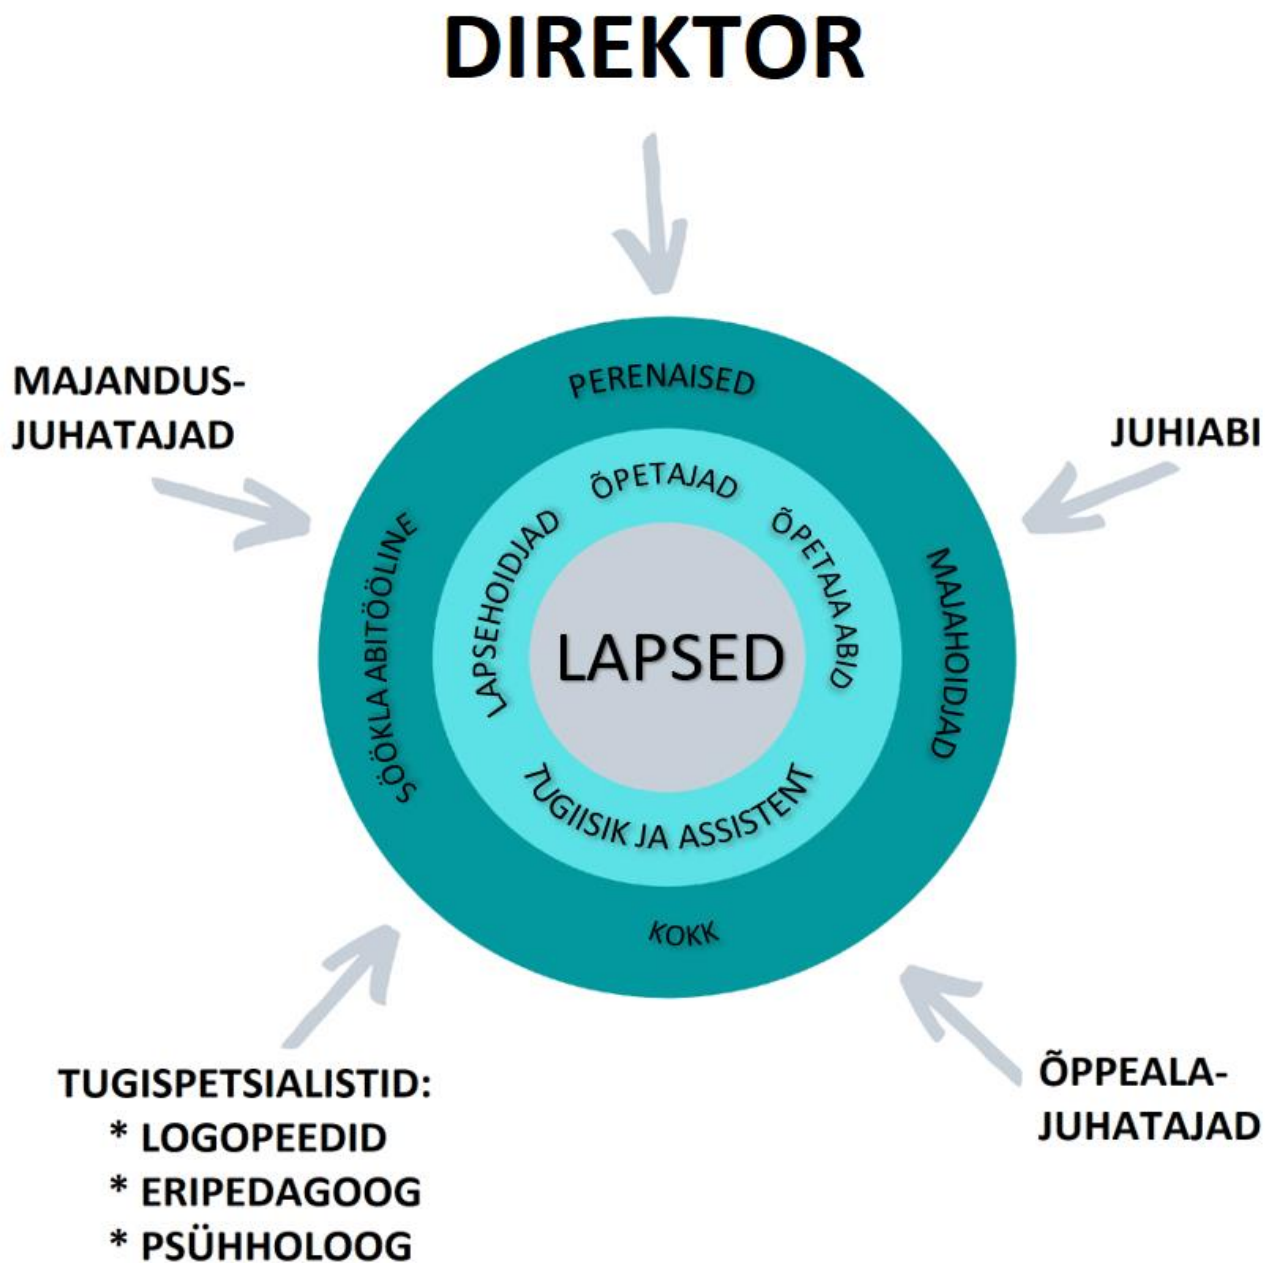 DIREKTOR
MAJANDUS-
JUHATAJAD
JUHIABI
PERENAISED
ÕPETAJAD
LAPSEHOIDJAD
ÕPETAJA ABID
SÖÖKLA ABITÖÖLINE
MAJAHOIDJAD
LAPSED
TUGIISIK JA ASSISTENT
KOKK
TUGISPETSIALISTID:
* LOGOPEEDID
* ERIPEDAGOOG
* PSÜHHOLOOG
ÕPPEALA-
JUHATAJAD